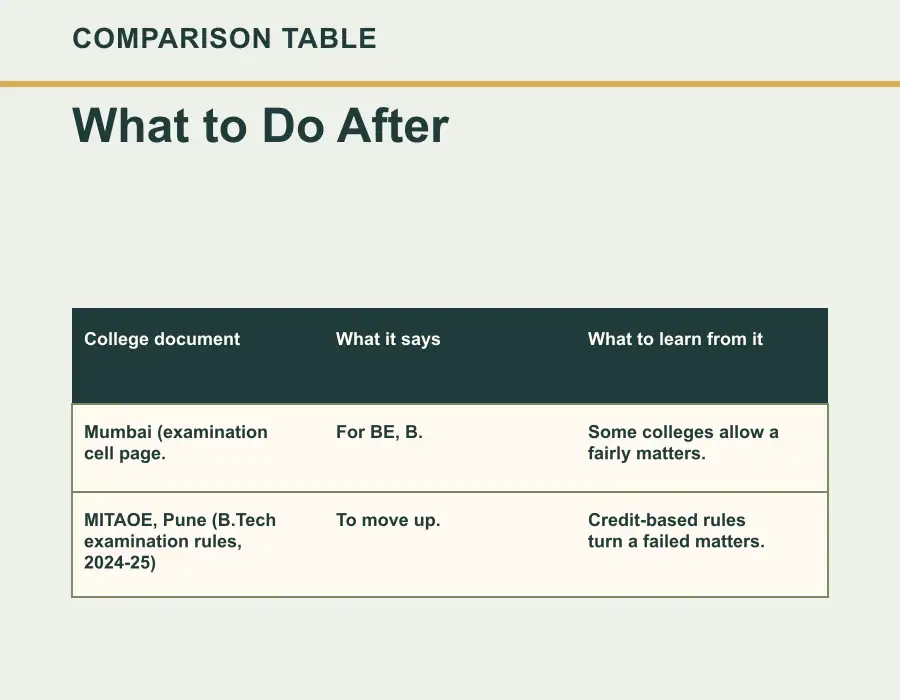 COMPARISON TABLE
What to Do After
College document
What it says
What to learn from it
Mumbai (examination
cell page.
For BE, B.
Some colleges allow a
fairly matters.
MITAOE, Pune (B.Tech
examination rules,
2024-25)
To move up.
Credit-based rules
turn a failed matters.